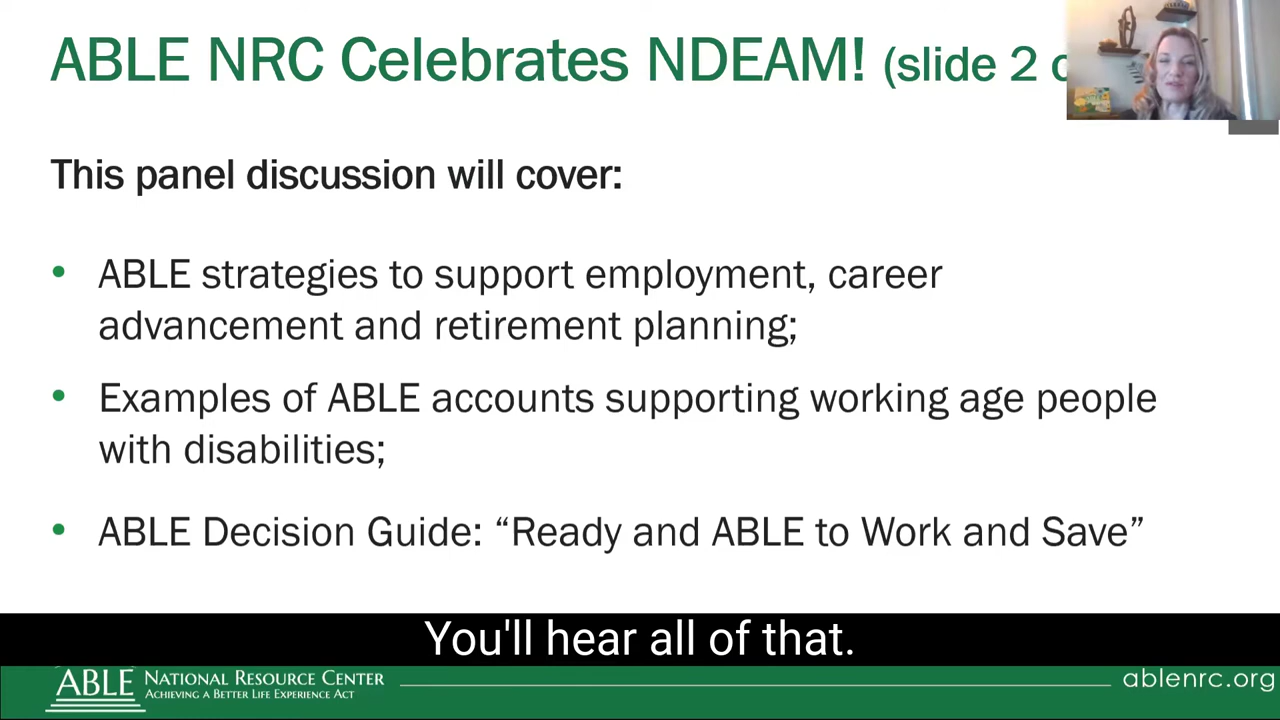 ABLE NRC Celebrates NDEAM! (slide 2
This panel discussion will cover:
• ABLE strategies to support employment, career
advancement and retirement planning;
• Examples of ABLE accounts supporting working age people
with disabilities;
• ABLE Decision Guide: “Ready and ABLE to Work and Save”
You'll hear all of that.
ABLE NATIONAL RESOURCE CENTER
ACHIEVING A BETTER LIFE EXPERIENCE ACT
ablenrc.org